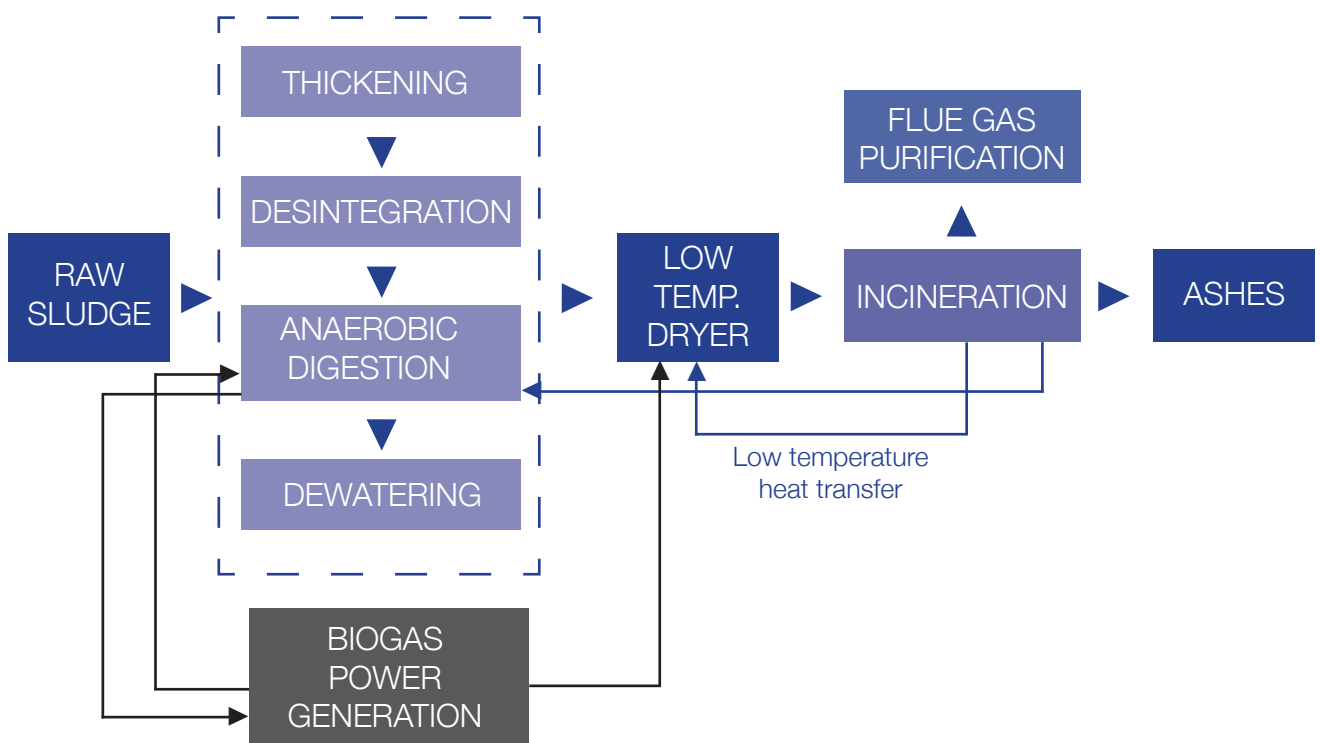 THICKENING
DESINTEGRATION
ANAEROBIC
DIGESTION
DEWATERING
RAW
SLUDGE
LOW
TEMP.
DRYER
FLUE GAS
PURIFICATION
INCINERATION
ASHES
Low temperature
heat transfer
BIOGAS
POWER
GENERATION